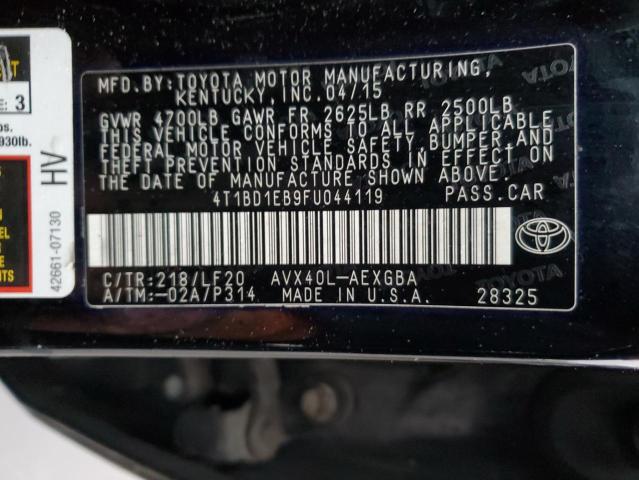 MFD.BY: TOYOTA MOTOR MANUFACTURING,
KENTUCKY, INC. 04/15
GVWR 4700LB GAWR FR 2625LB RR 2500LB
THIS VEHICLE CONFORMS TO ALL APPLICABLE
FEDERAL MOTOR VEHICLE SAFETY, BUMPER, AND
THEFT PREVENTION STANDARDS IN EFFECT ON
THE DATE OF MANUFACTURE SHOWN ABOVE.
4T1BD1EB9FU044119 PASS.CAR
C/TR:218/LF20 AVX40L-AEXGBA
A/TM:-02A/P314 MADE IN U.S.A. 28325
E: 3
930lb.
HV
42661-07130